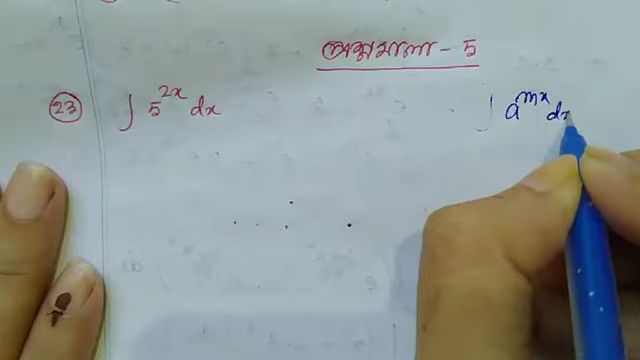 প্রশ্নমালা - 5
(23) ∫ 5^{2x} dx ∫ a^{mx} dx